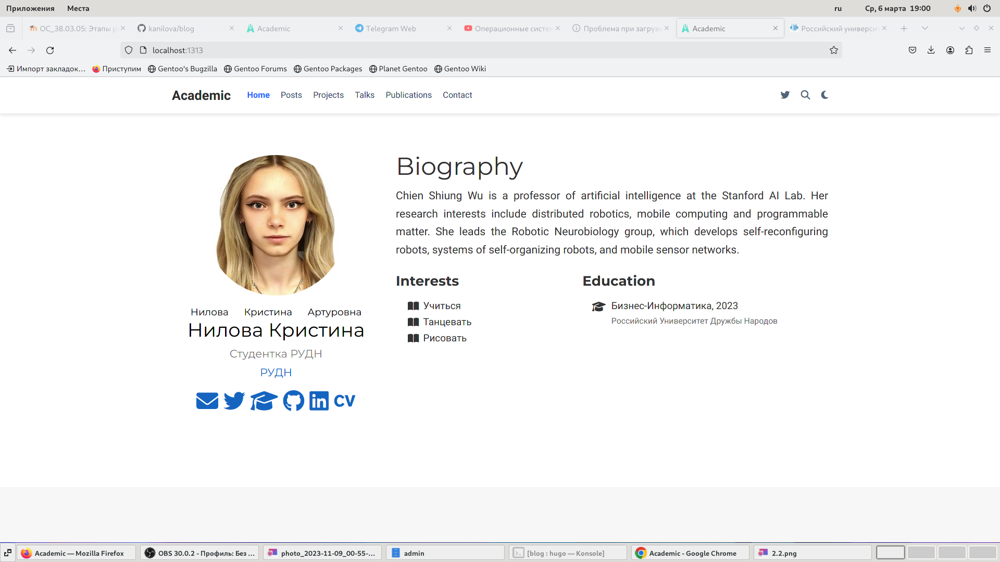 Приложения Места ru Ср, 6 марта 19:00
ОС_38.03.05: Этапы р kanilova/blog Academic Telegram Web Операционные систем Проблема при загрузк Academic Российский университ
localhost:1313
Импорт закладок… Приступим Gentoo's Bugzilla Gentoo Forums Gentoo Packages Planet Gentoo Gentoo Wiki
Academic Home Posts Projects Talks Publications Contact
Biography
Chien Shiung Wu is a professor of artificial intelligence at the Stanford AI Lab. Her
research interests include distributed robotics, mobile computing and programmable
matter. She leads the Robotic Neurobiology group, which develops self-reconfiguring
robots, systems of self-organizing robots, and mobile sensor networks.
Interests
Учиться
Танцевать
Рисовать
Education
Бизнес-Информатика, 2023
Российский Университет Дружбы Народов
Нилова Кристина Артуровна
Нилова Кристина
Студентка РУДН
РУДН
CV
Academic — Mozilla Firefox OBS 30.0.2 - Профиль: Без ... photo_2023-11-09_00-55-... admin [blog : hugo — Konsole] Academic - Google Chrome 2.2.png